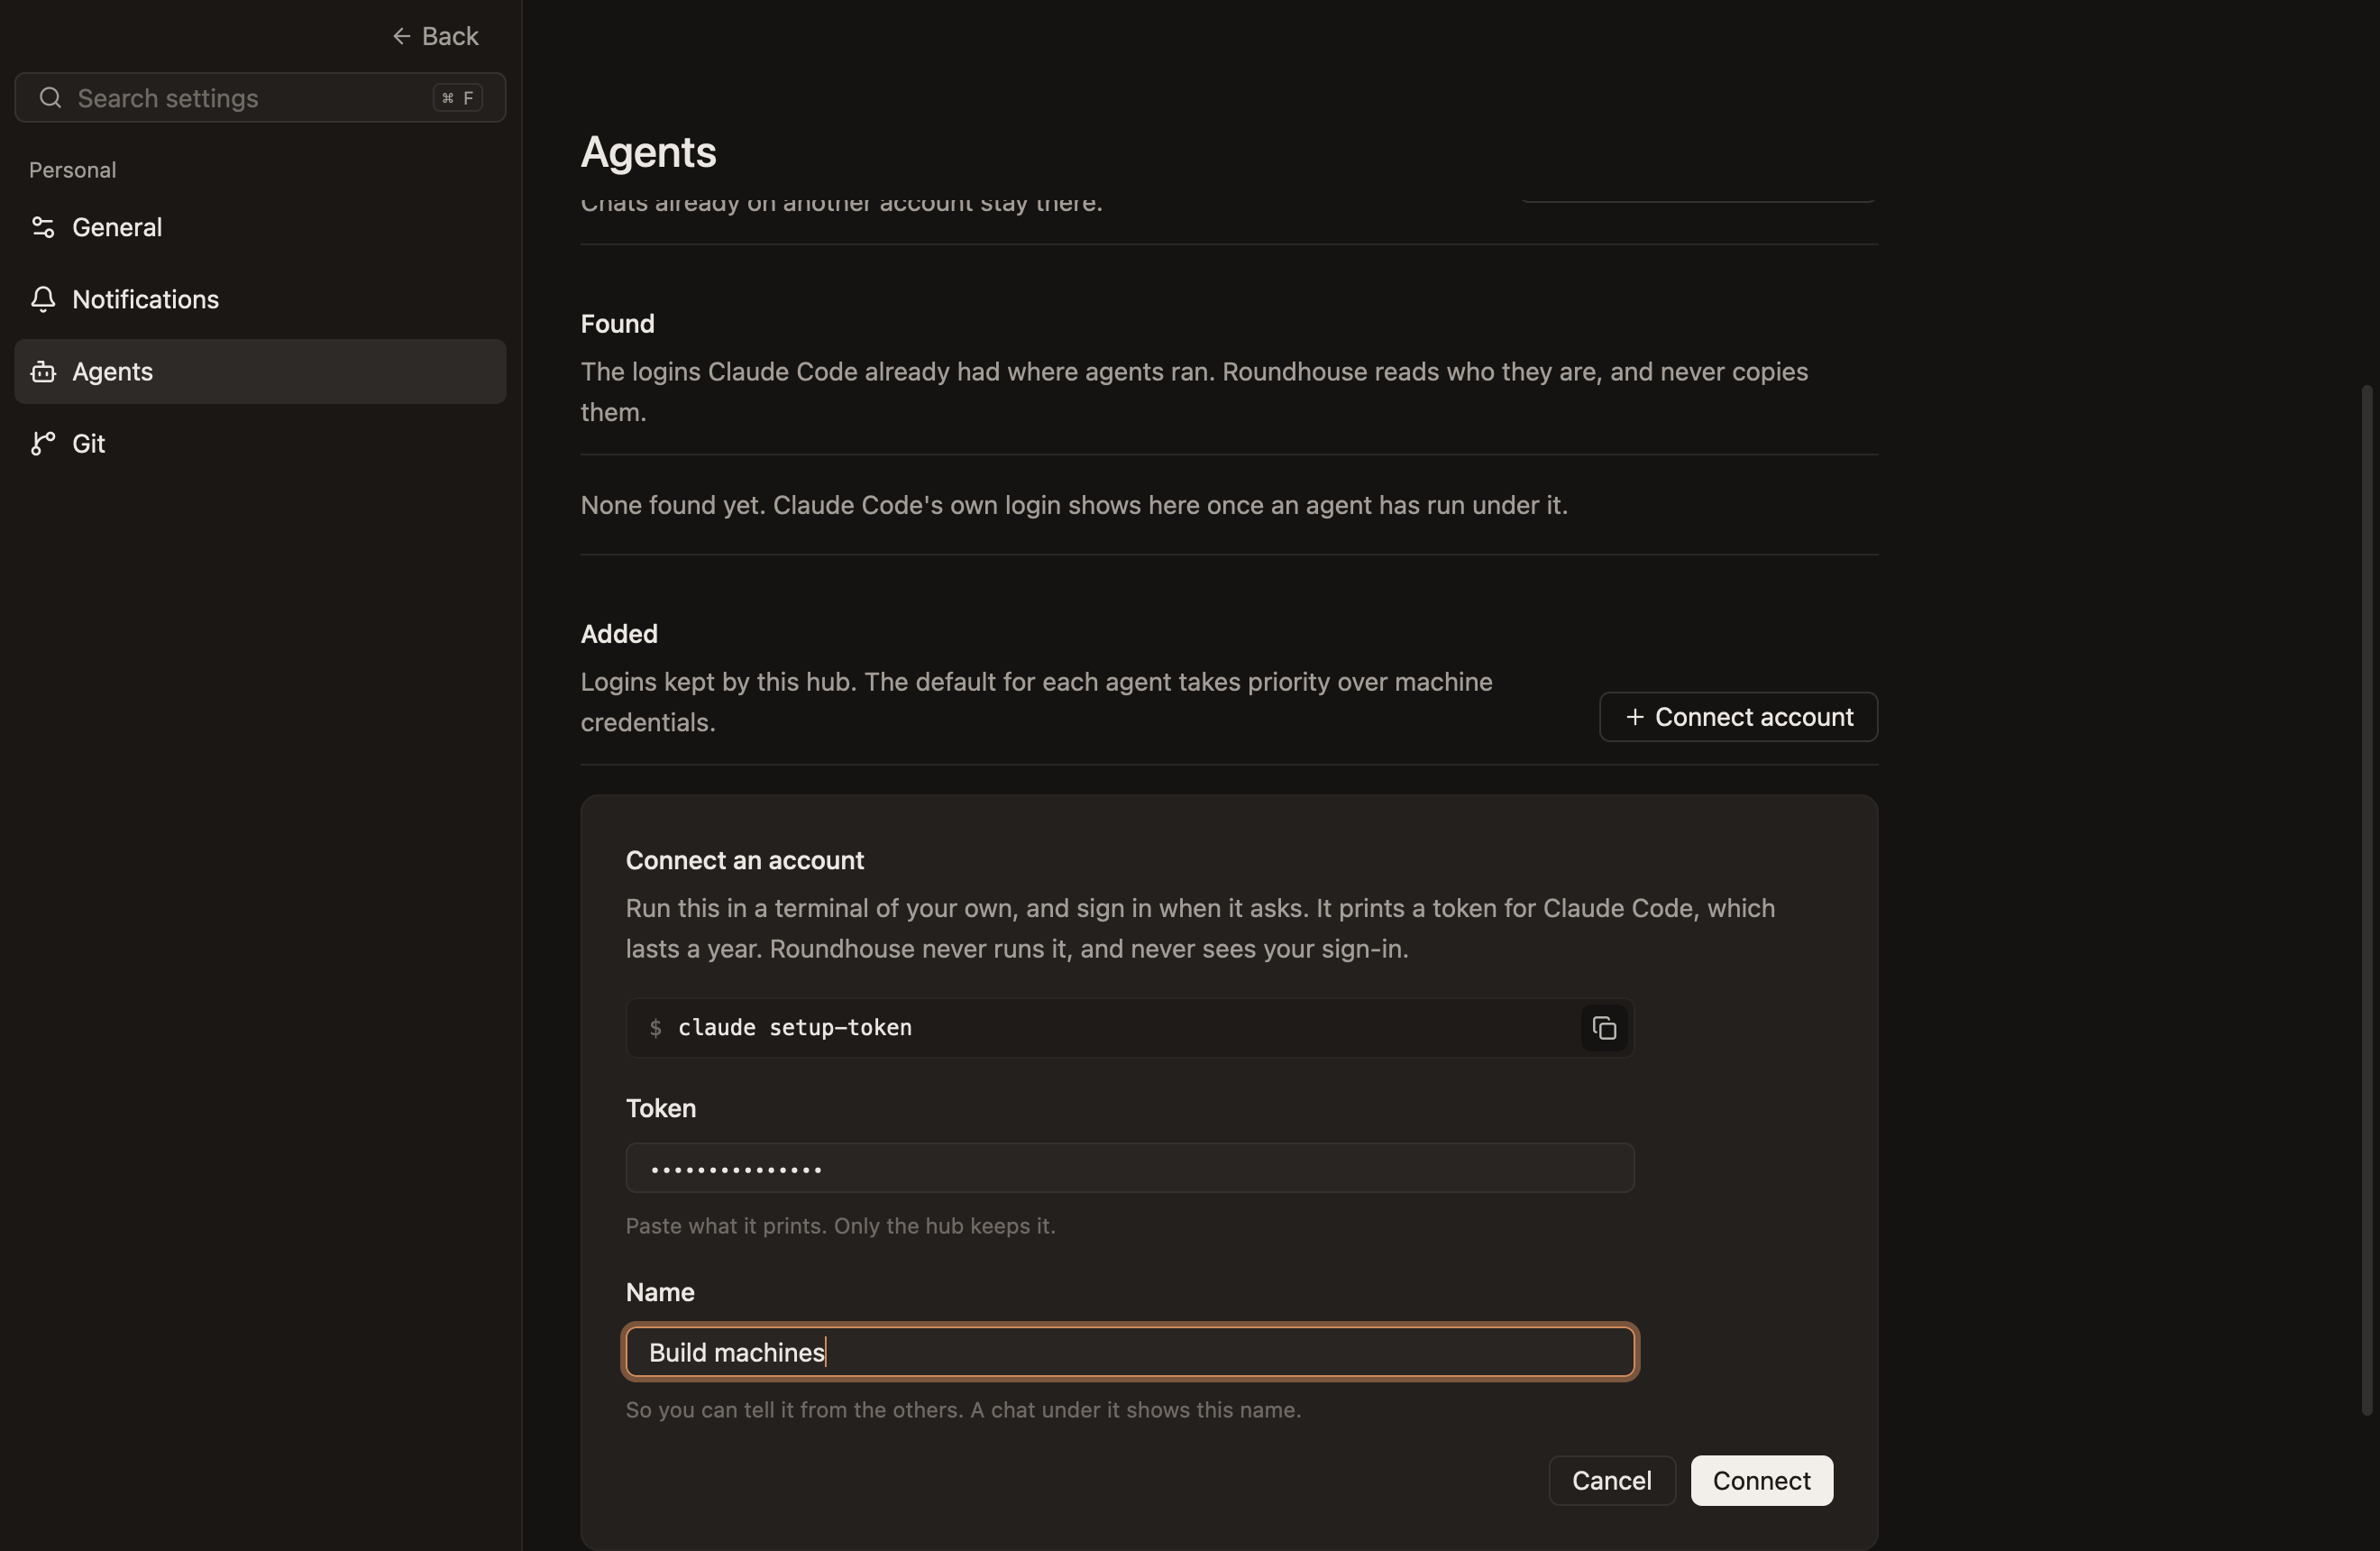 Back
Search settings
⌘ F
Personal
General
Notifications
Agents
Git
Agents
Chats already on another account stay there.
Found
The logins Claude Code already had where agents ran. Roundhouse reads who they are, and never copies
them.
None found yet. Claude Code's own login shows here once an agent has run under it.
Added
Logins kept by this hub. The default for each agent takes priority over machine
credentials.
+ Connect account
Connect an account
Run this in a terminal of your own, and sign in when it asks. It prints a token for Claude Code, which
lasts a year. Roundhouse never runs it, and never sees your sign-in.
$ claude setup-token
Token
•••••••••••••••
Paste what it prints. Only the hub keeps it.
Name
Build machines
So you can tell it from the others. A chat under it shows this name.
Cancel
Connect